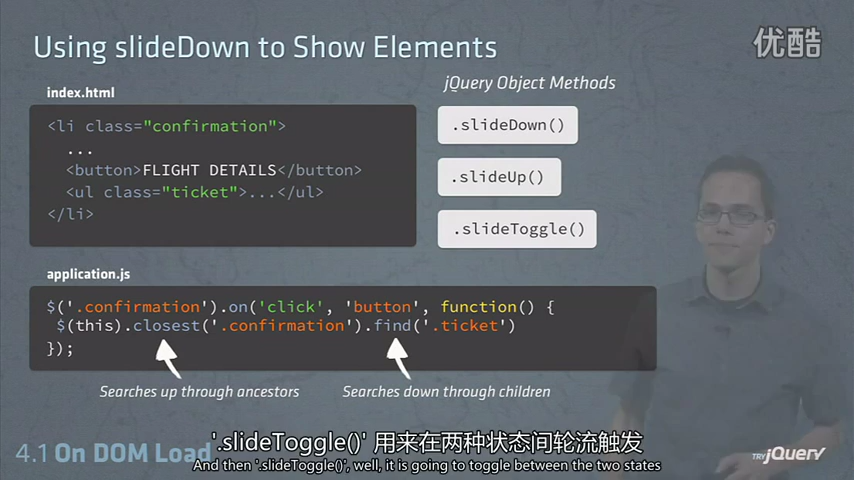 Using slideDown to Show Elements
优酷
index.html
jQuery Object Methods
<li class="confirmation">
...
<button>FLIGHT DETAILS</button>
<ul class="ticket">...</ul>
</li>
.slideDown()
.slideUp()
.slideToggle()
application.js
$('.confirmation').on('click', 'button', function() {
$(this).closest('.confirmation').find('.ticket')
});
Searches up through ancestors
Searches down through children
'.slideToggle()' 用来在两种状态间轮流触发
4.1 On DOM Load
And then '.slideToggle()', well, it is going to toggle between the two states
TRY jQUERY